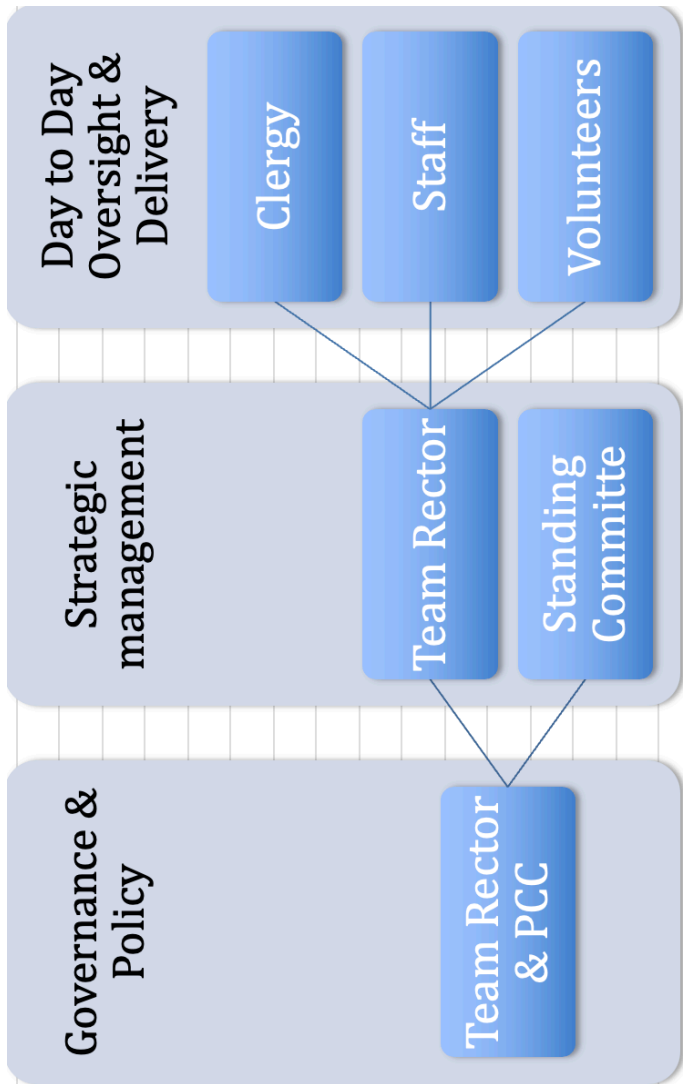 Governance &
Policy
Team Rector
& PCC
Strategic
management
Team Rector
Standing
Committe
Day to Day
Oversight &
Delivery
Clergy
Staff
Volunteers